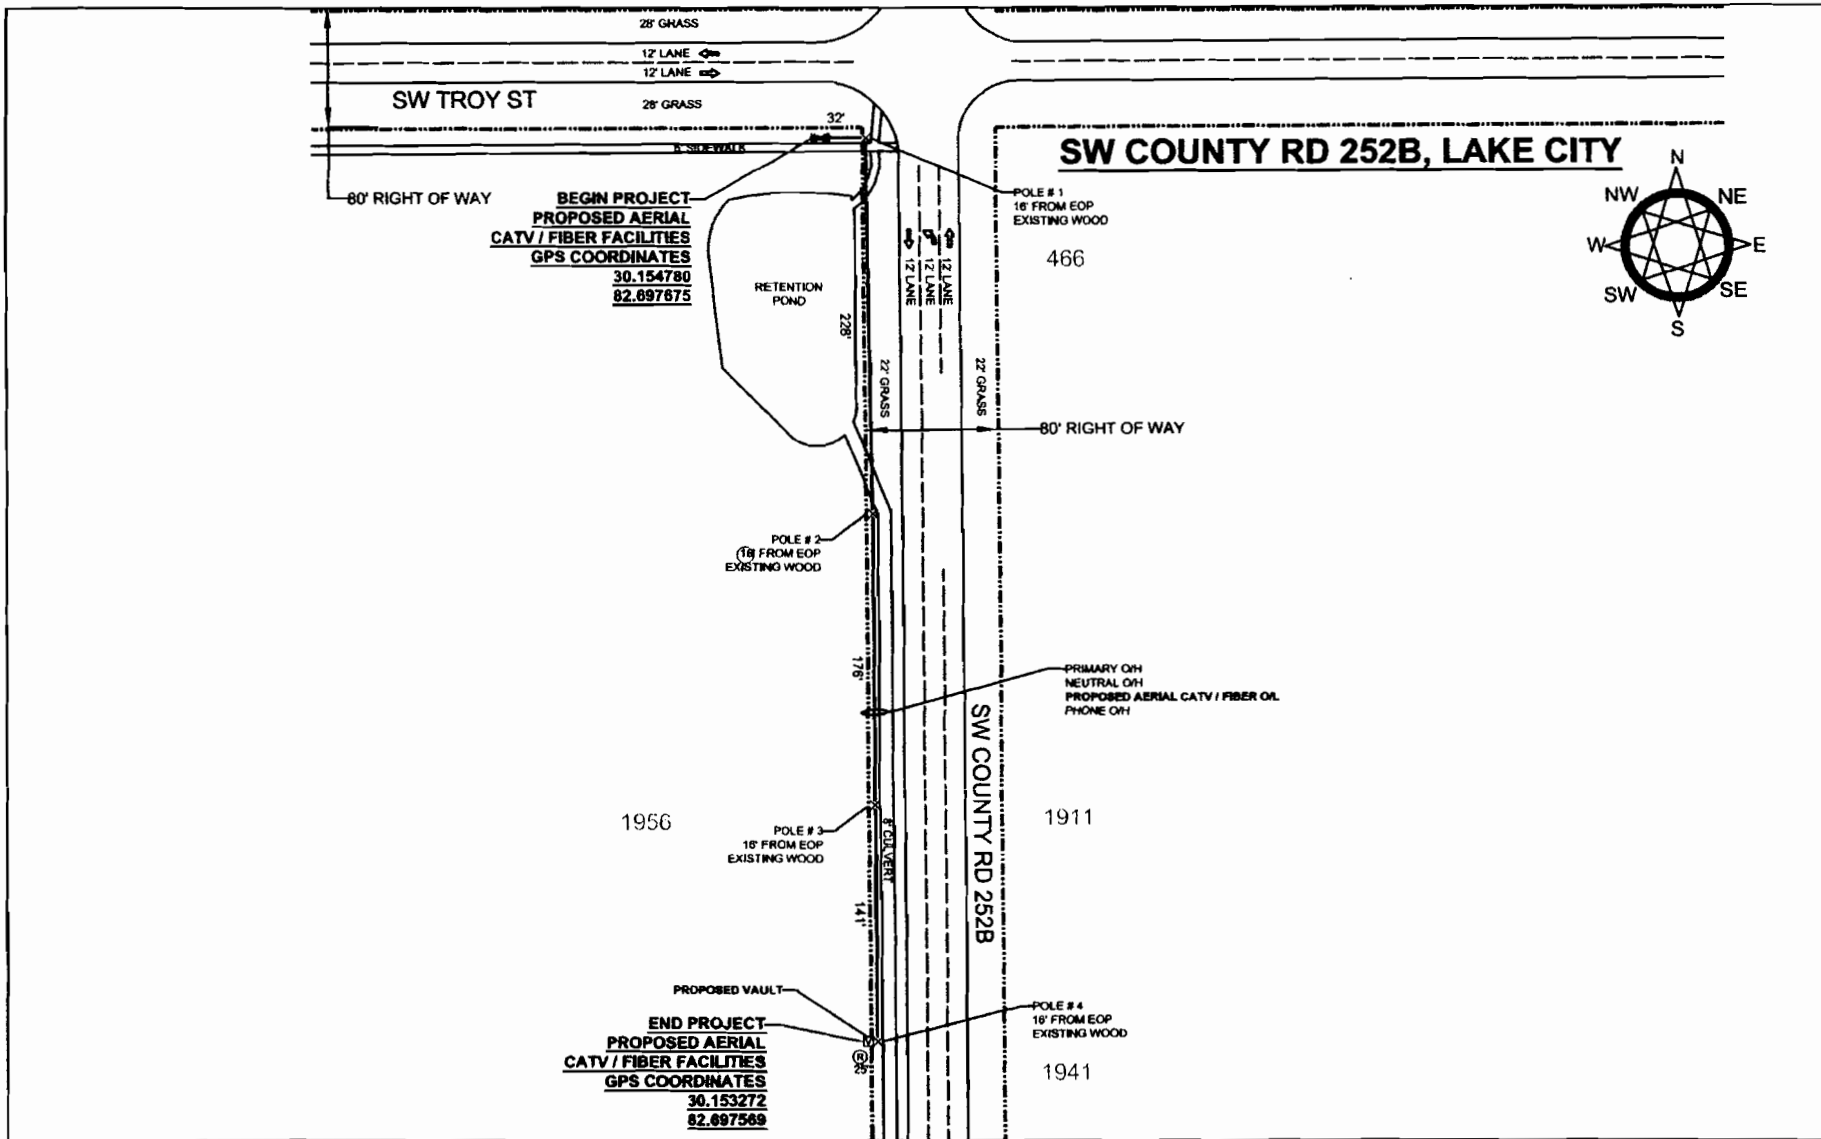 28' GRASS
12' LANE
12' LANE
SW TROY ST
28' GRASS
32'
SW COUNTY RD 252B, LAKE CITY
80' RIGHT OF WAY
BEGIN PROJECT
PROPOSED AERIAL
CATV / FIBER FACILITIES
GPS COORDINATES
30.154780
82.697675
POLE # 1
16' FROM EOP
EXISTING WOOD
466
N
NW
NE
W
E
SW
SE
S
RETENTION
POND
12' LANE
12' LANE
12' LANE
228'
22' GRASS
22' GRASS
80' RIGHT OF WAY
POLE # 2
16' FROM EOP
EXISTING WOOD
176'
PRIMARY O/H
NEUTRAL O/H
PROPOSED AERIAL CATV / FIBER O/L
PHONE O/H
SW COUNTY RD 252B
1956
1911
POLE # 3
16' FROM EOP
EXISTING WOOD
8' CULVERT
141'
PROPOSED VAULT
END PROJECT
PROPOSED AERIAL
CATV / FIBER FACILITIES
GPS COORDINATES
30.153272
82.697569
R
25'
POLE # 4
16' FROM EOP
EXISTING WOOD
1941